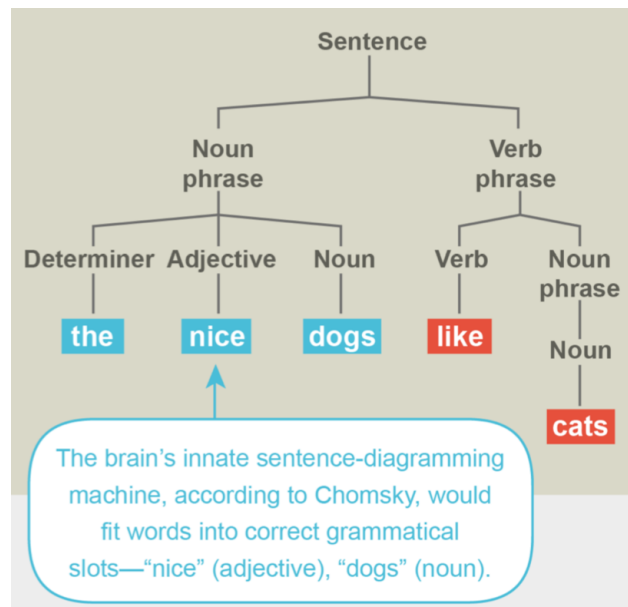 Sentence
Noun
phrase
Verb
phrase
Determiner Adjective Noun Verb Noun
phrase
the nice dogs like
Noun
cats
The brain's innate sentence-diagramming
machine, according to Chomsky, would
fit words into correct grammatical
slots—“nice” (adjective), “dogs” (noun).